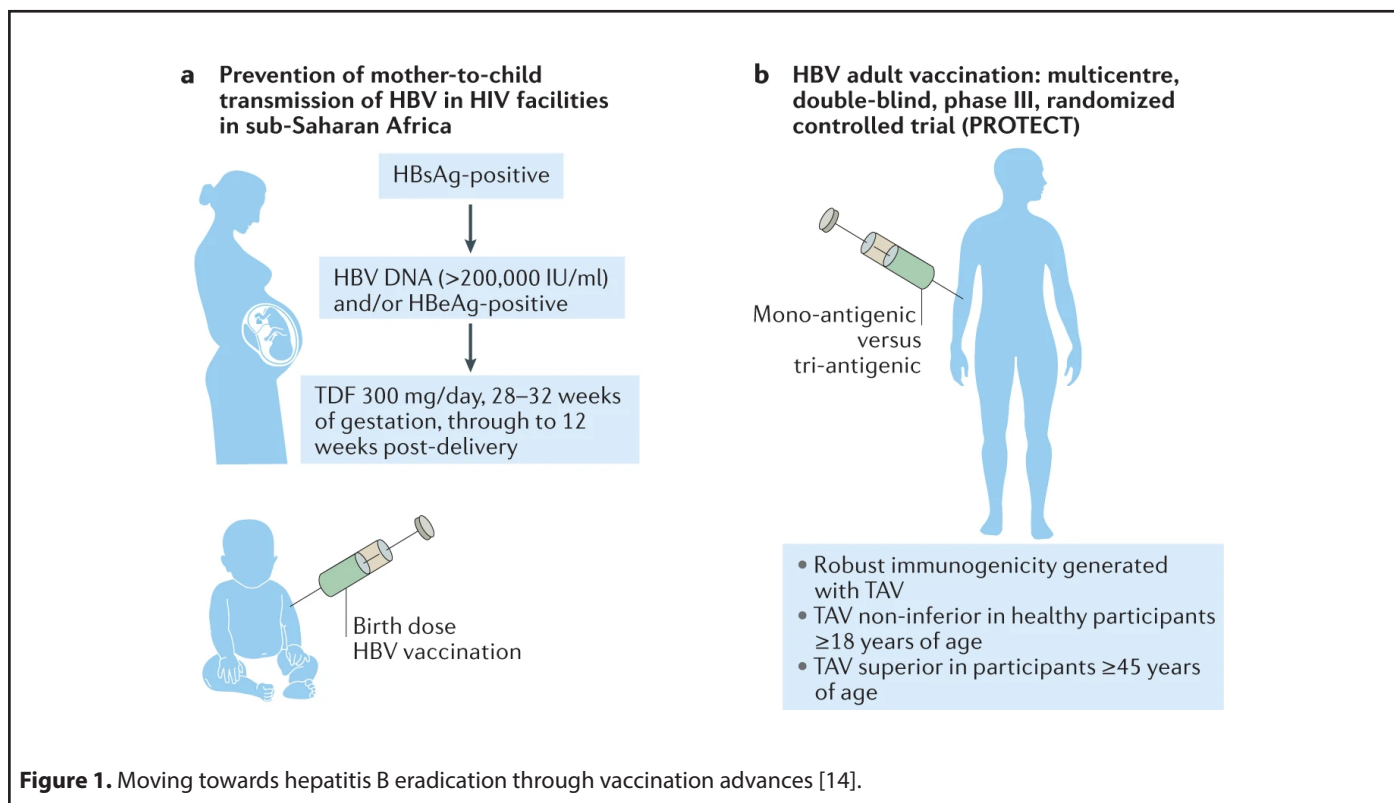 a Prevention of mother-to-child
transmission of HBV in HIV facilities
in sub-Saharan Africa
HBsAg-positive
HBV DNA (>200,000 IU/ml)
and/or HBeAg-positive
TDF 300 mg/day, 28–32 weeks
of gestation, through to 12
weeks post-delivery
Birth dose
HBV vaccination
b HBV adult vaccination: multicentre,
double-blind, phase III, randomized
controlled trial (PROTECT)
Mono-antigenic
versus
tri-antigenic
• Robust immunogenicity generated
with TAV
• TAV non-inferior in healthy participants
≥18 years of age
• TAV superior in participants ≥45 years
of age
Figure 1. Moving towards hepatitis B eradication through vaccination advances [14].